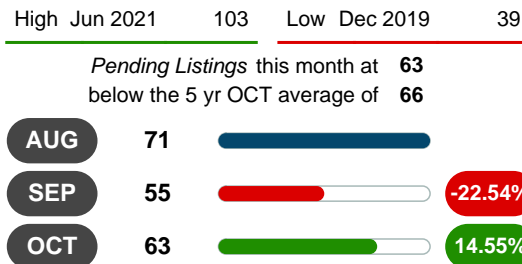 High Jun 2021 103 Low Dec 2019 39
Pending Listings this month at 63
below the 5 yr OCT average of 66
AUG 71
SEP 55 -22.54%
OCT 63 14.55%